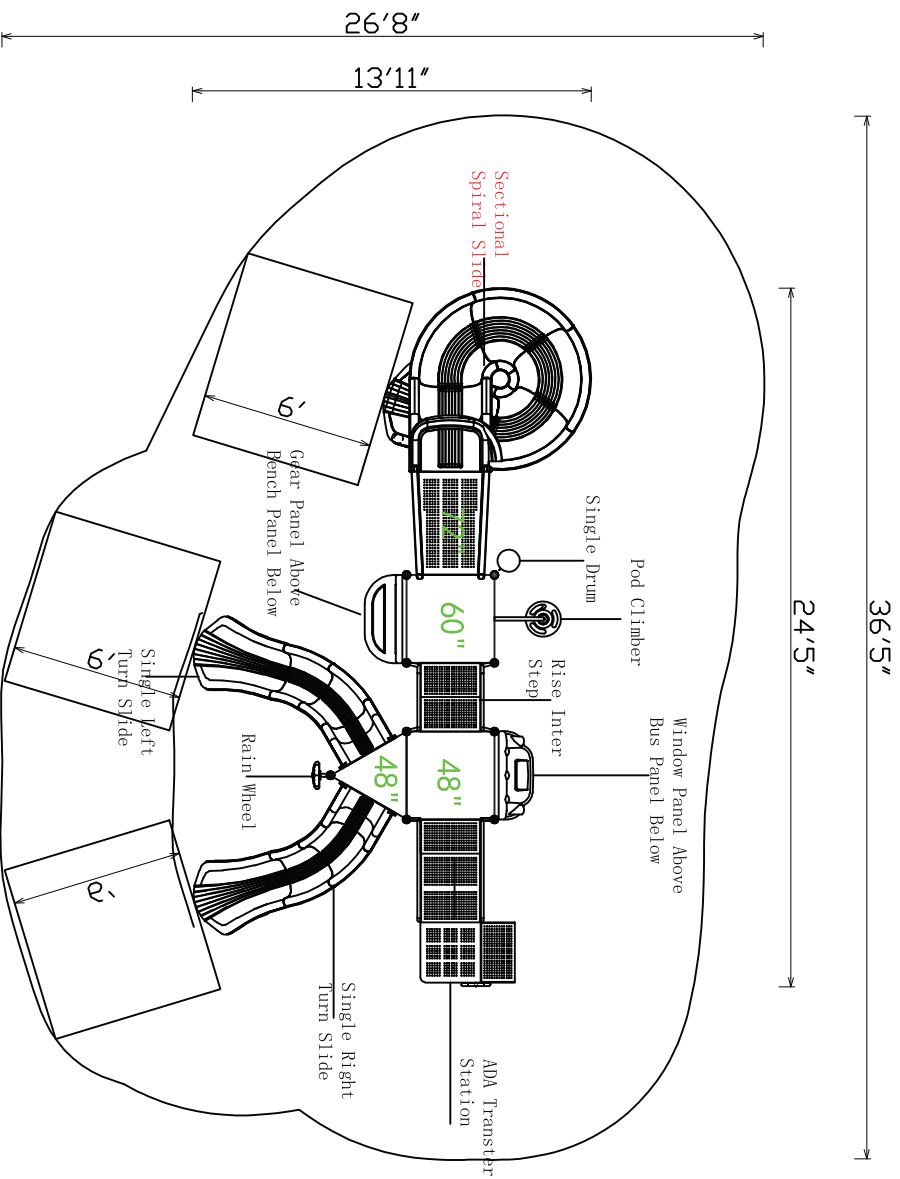 26'8"
13'11"
36'5"
24'5"
Sectional
Spiral Slide
6'
Gear Panel Above
Bench Panel Below
72"
Single Drum
Pod Climber
60"
Rise Inter
Step
Single Left
Turn Slide
6'
Rain Wheel
48"
48"
Window Panel Above
Bus Panel Below
6'
Single Right
Turn Slide
ADA Transter
Station